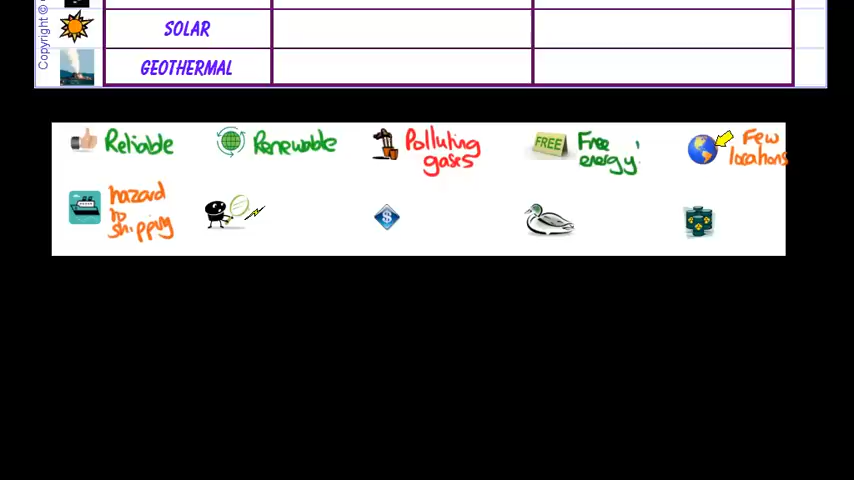 Copyright ©
SOLAR
GEOTHERMAL
Reliable
Renewable
Polluting
gases
FREE
Free
energy!
Few
locations
hazard
to
shipping
$